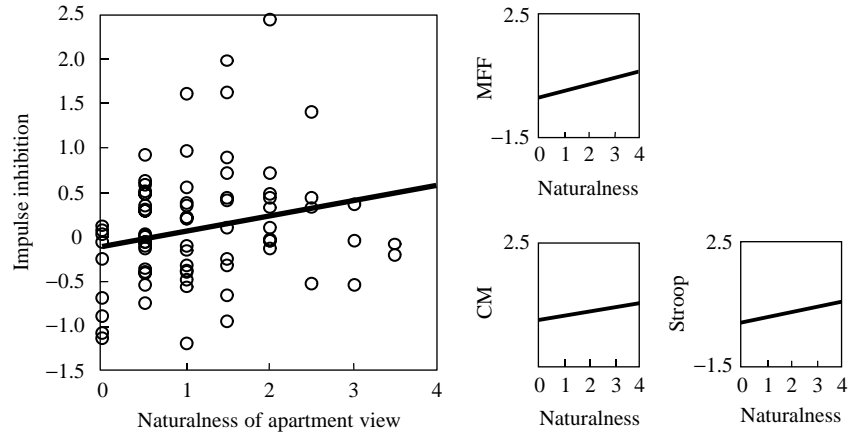 2.5
2.0
1.5
1.0
0.5
0
−0.5
−1.0
−1.5
Impulse inhibition
0 1 2 3 4
Naturalness of apartment view
2.5
MFF
−1.5
0 1 2 3 4
Naturalness
2.5
CM
0 1 2 3 4
Naturalness
2.5
Stroop
−1.5
0 1 2 3 4
Naturalness